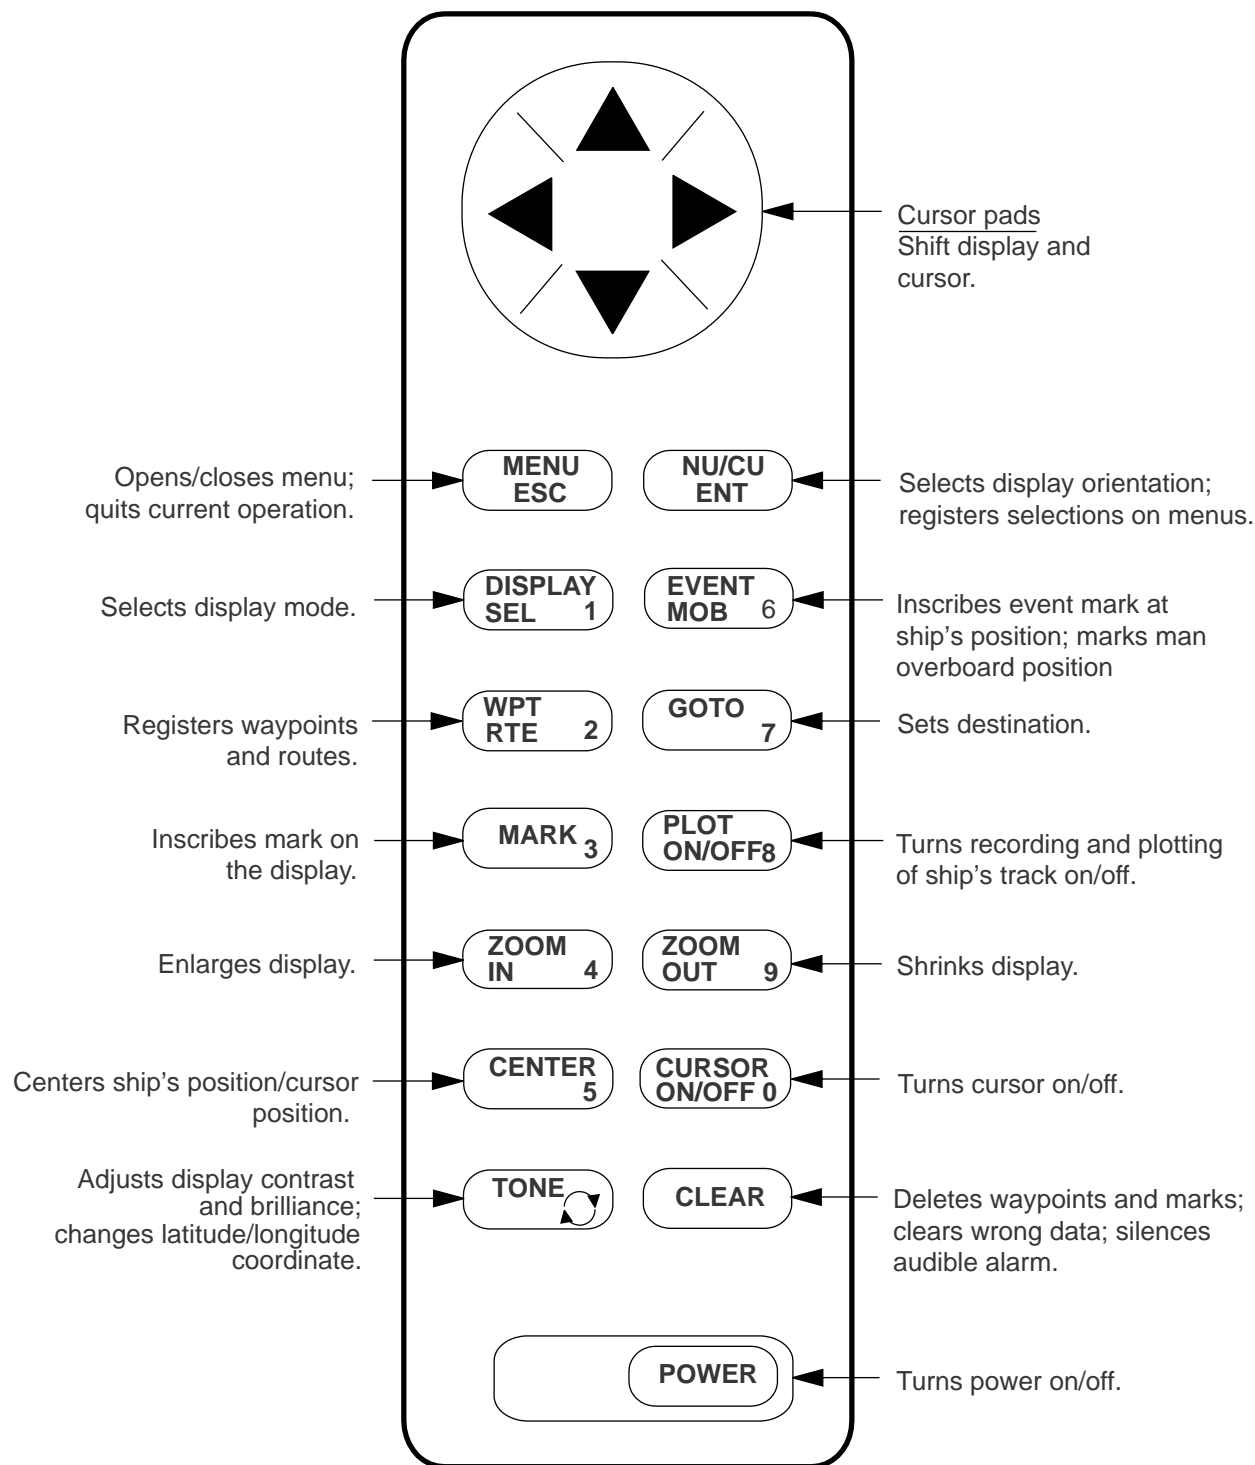 Cursor pads
Shift display and
cursor.
Opens/closes menu;
quits current operation.
MENU
ESC
NU/CU
ENT
Selects display orientation;
registers selections on menus.
Selects display mode.
DISPLAY
SEL 1
EVENT
MOB 6
Inscribes event mark at
ship's position; marks man
overboard position
Registers waypoints
and routes.
WPT
RTE 2
GOTO
7
Sets destination.
Inscribes mark on
the display.
MARK 3
PLOT
ON/OFF8
Turns recording and plotting
of ship's track on/off.
Enlarges display.
ZOOM
IN 4
ZOOM
OUT 9
Shrinks display.
Centers ship's position/cursor
position.
CENTER
5
CURSOR
ON/OFF 0
Turns cursor on/off.
Adjusts display contrast
and brilliance;
changes latitude/longitude
coordinate.
TONE
CLEAR
Deletes waypoints and marks;
clears wrong data; silences
audible alarm.
POWER
Turns power on/off.